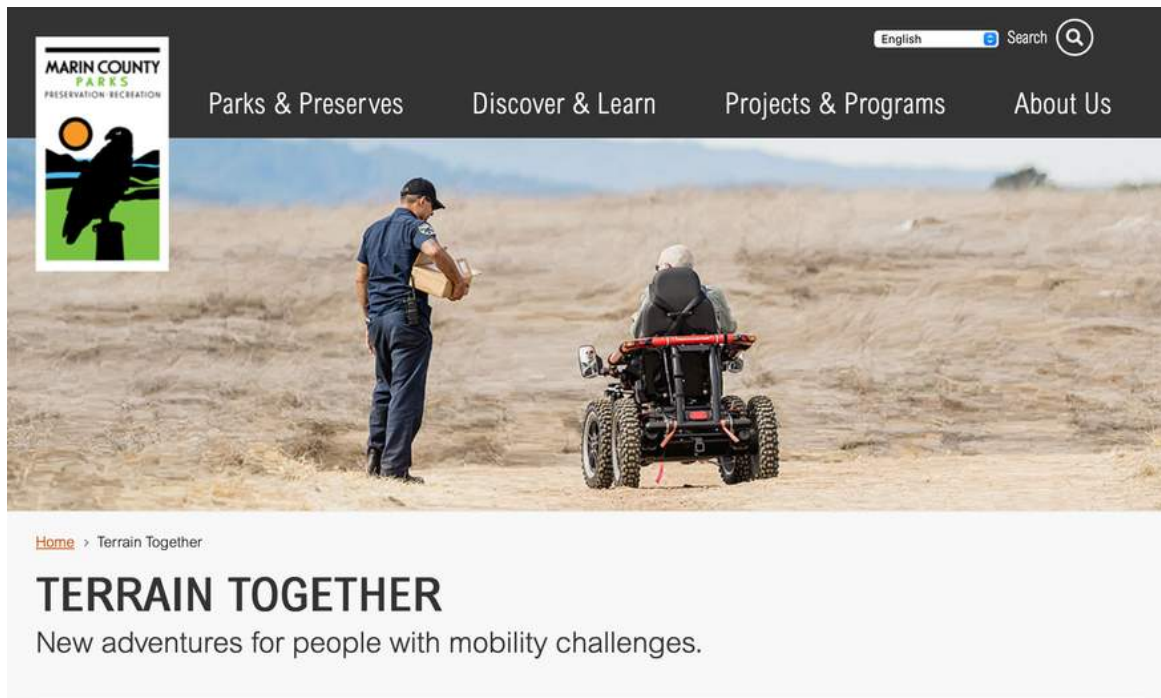 English
Search
MARIN COUNTY
PARKS
PRESERVATION·RECREATION
Parks & Preserves
Discover & Learn
Projects & Programs
About Us
Home > Terrain Together
TERRAIN TOGETHER
New adventures for people with mobility challenges.